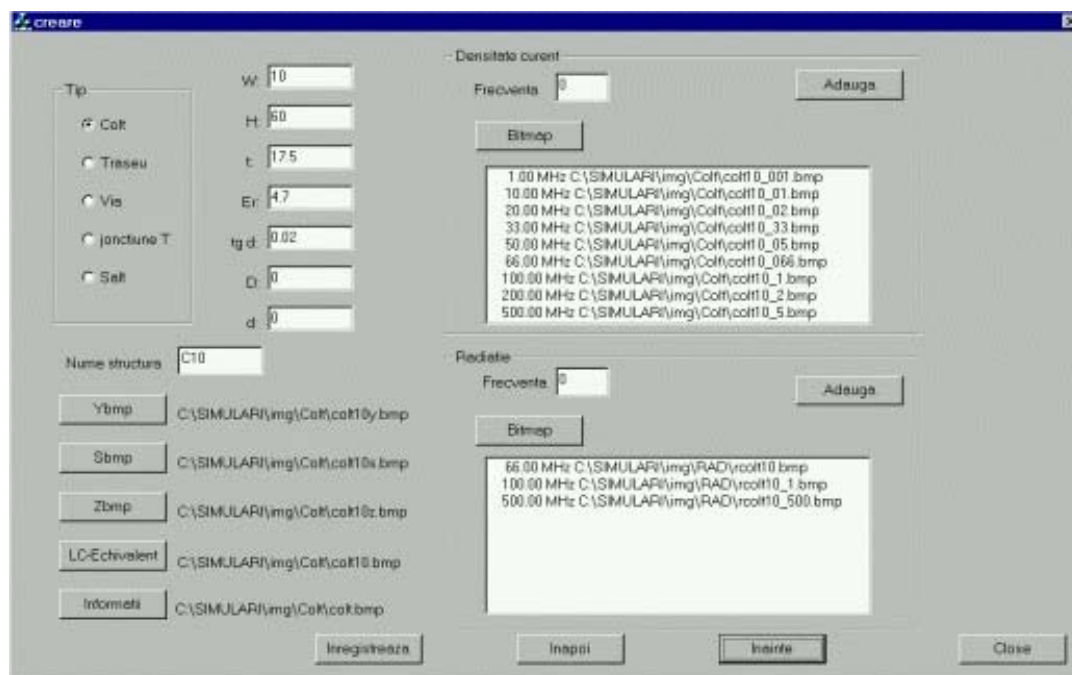 creare
Tip
Colt
Traseu
Via
jonctiune T
Salt
W: 10
H: 60
t: 17.5
Er: 4.7
tg d: 0.02
D: 0
d: 0
Nume structura C10
Ybmp C:\SIMULARI\img\Colt\colt10y.bmp
Sbmp C:\SIMULARI\img\Colt\colt10s.bmp
Zbmp C:\SIMULARI\img\Colt\colt10z.bmp
LC-Echivalent C:\SIMULARI\img\Colt\colt10.bmp
Informatii C:\SIMULARI\img\Colt\colt.bmp
Densitate curent
Frecventa 0 Adauga
Bitmap
1.00 MHz C:\SIMULARI\img\Colt\colt10_001.bmp
10.00 MHz C:\SIMULARI\img\Colt\colt10_01.bmp
20.00 MHz C:\SIMULARI\img\Colt\colt10_02.bmp
33.00 MHz C:\SIMULARI\img\Colt\colt10_33.bmp
50.00 MHz C:\SIMULARI\img\Colt\colt10_05.bmp
66.00 MHz C:\SIMULARI\img\Colt\colt10_066.bmp
100.00 MHz C:\SIMULARI\img\Colt\colt10_1.bmp
200.00 MHz C:\SIMULARI\img\Colt\colt10_2.bmp
500.00 MHz C:\SIMULARI\img\Colt\colt10_5.bmp
Radiatie
Frecventa 0 Adauga
Bitmap
66.00 MHz C:\SIMULARI\img\RAD\rcolt10.bmp
100.00 MHz C:\SIMULARI\img\RAD\rcolt10_1.bmp
500.00 MHz C:\SIMULARI\img\RAD\rcolt10_500.bmp
Inregistreaza Inapoi Inainte Close